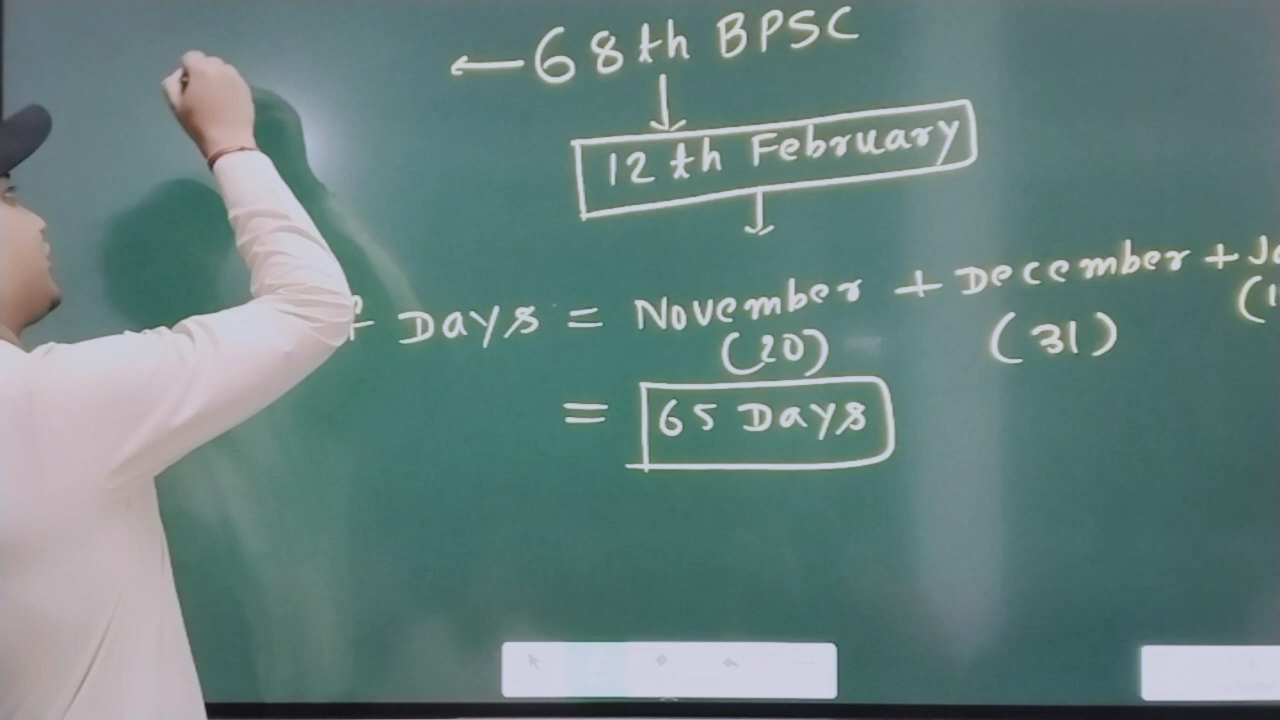 ← 68th BPSC
12th February
Days = November + December +
(20) (31)
= 65 Days